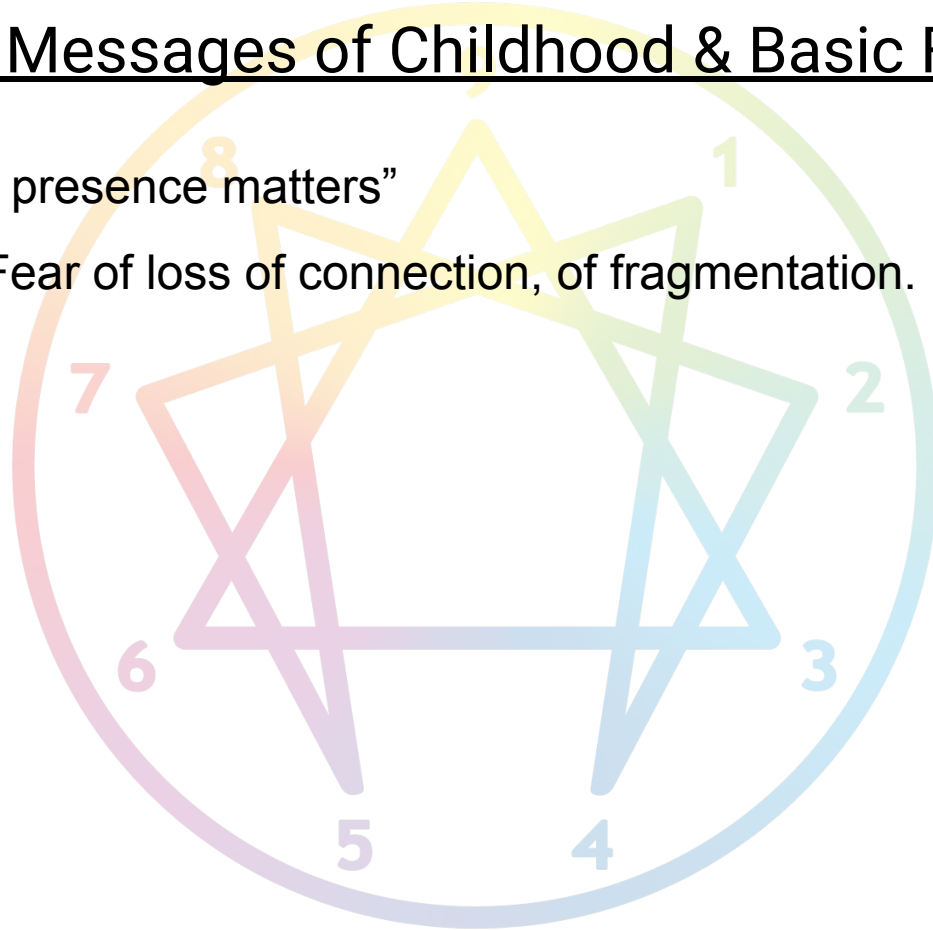 Messages of Childhood & Basic
presence matters”
Fear of loss of connection, of fragmentation.
8
1
7
2
6
3
5
4